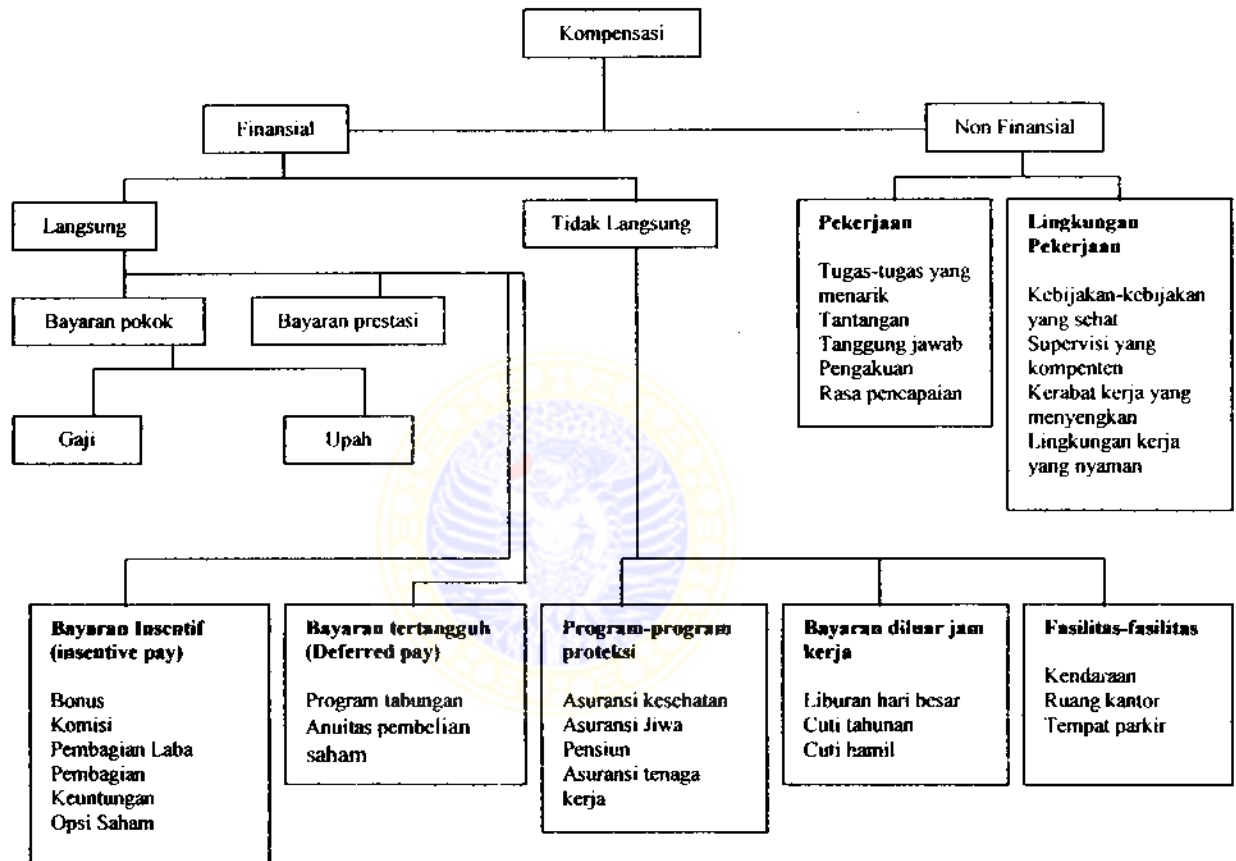 Kompensasi
Finansial
Non Finansial
Langsung
Tidak Langsung
Pekerjaan
Tugas-tugas yang
menarik
Tantangan
Tanggung jawab
Pengakuan
Rasa pencapaian
Lingkungan
Pekerjaan
Kebijakan-kebijakan
yang sehat
Supervisi yang
kompenten
Kerabat kerja yang
menyengkan
Lingkungan kerja
yang nyaman
Bayaran pokok
Bayaran prestasi
Gaji
Upah
Bayaran Insentif
(insentive pay)
Bonus
Komisi
Pembagian Laba
Pembagian
Keuntungan
Opsi Saham
Bayaran tertangguh
(Deferred pay)
Program tabungan
Anuitas pembelian
saham
Program-program
proteksi
Asuransi kesehatan
Asuransi Jiwa
Pensiun
Asuransi tenaga
kerja
Bayaran diluar jam
kerja
Liburan hari besar
Cuti tahunan
Cuti hamil
Fasilitas-fasilitas
Kendaraan
Ruang kantor
Tempat parkir